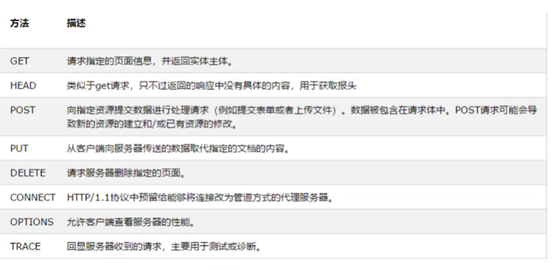 方法 描述
GET 请求指定的页面信息，并返回实体主体。
HEAD 类似于get请求，只不过返回的响应中没有具体的内容，用于获取报头
POST 向指定资源提交数据进行处理请求（例如提交表单或者上传文件）。数据被包含在请求体中。POST请求可能会导
致新的资源的建立和/或已有资源的修改。
PUT 从客户端向服务器传送的数据取代指定的文档的内容。
DELETE 请求服务器删除指定的页面。
CONNECT HTTP/1.1协议中预留给能够将连接改为管道方式的代理服务器。
OPTIONS 允许客户端查看服务器的性能。
TRACE 回显服务器收到的请求，主要用于测试或诊断。